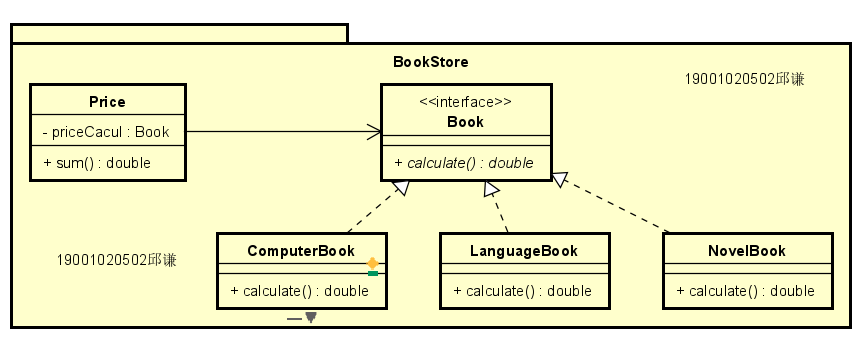 BookStore
19001020502邱谦
Price
- priceCacul : Book
+ sum() : double
<<interface>>
Book
+ calculate() : double
19001020502邱谦
ComputerBook
+ calculate() : double
LanguageBook
+ calculate() : double
NovelBook
+ calculate() : double